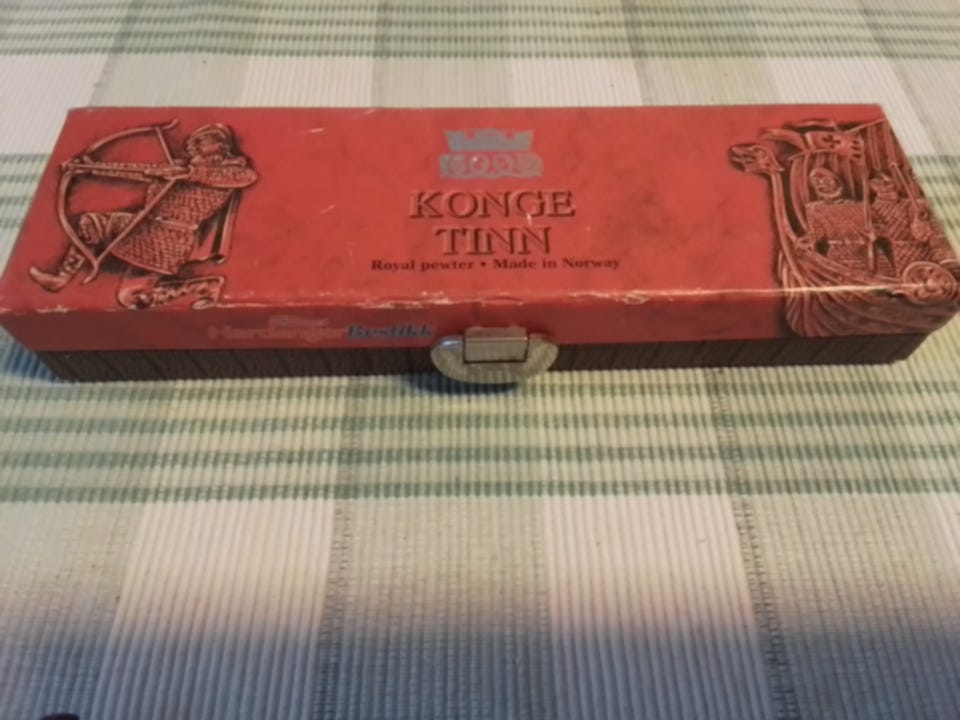 KONGE
TINN
Royal pewter • Made in Norway
Hardanger Bestikk